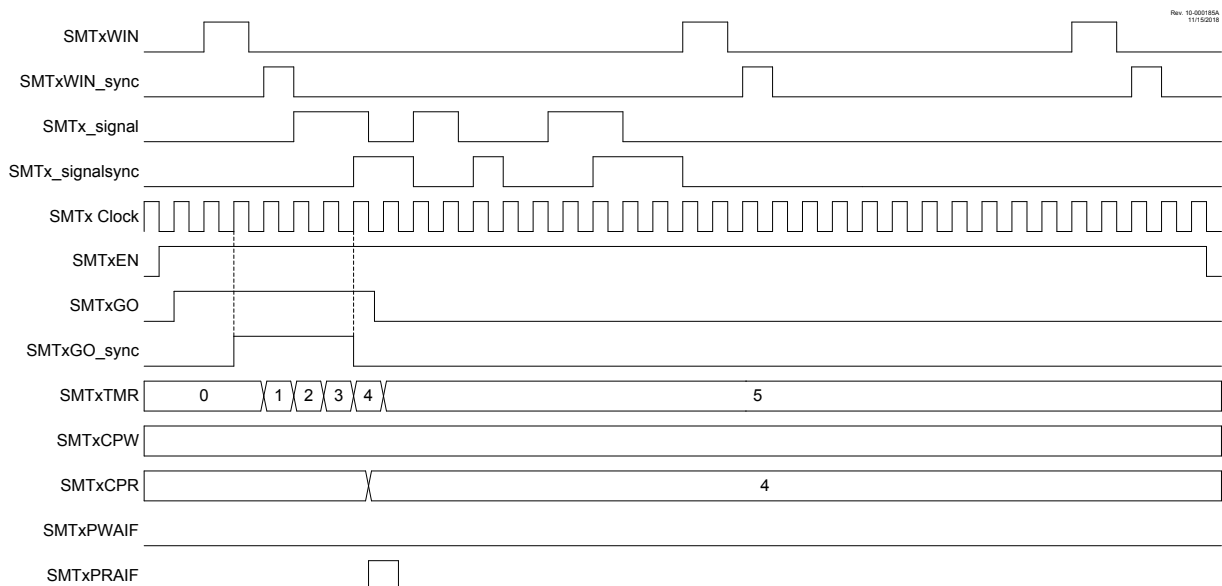 Rev. 10-000185A
11/15/2018
SMTxWIN
SMTxWIN_sync
SMTx_signal
SMTx_signalsync
SMTx Clock
SMTxEN
SMTxGO
SMTxGO_sync
SMTxTMR 0 1 2 3 4 5
SMTxCPW
SMTxCPR 4
SMTxPWAIF
SMTxPRAIF